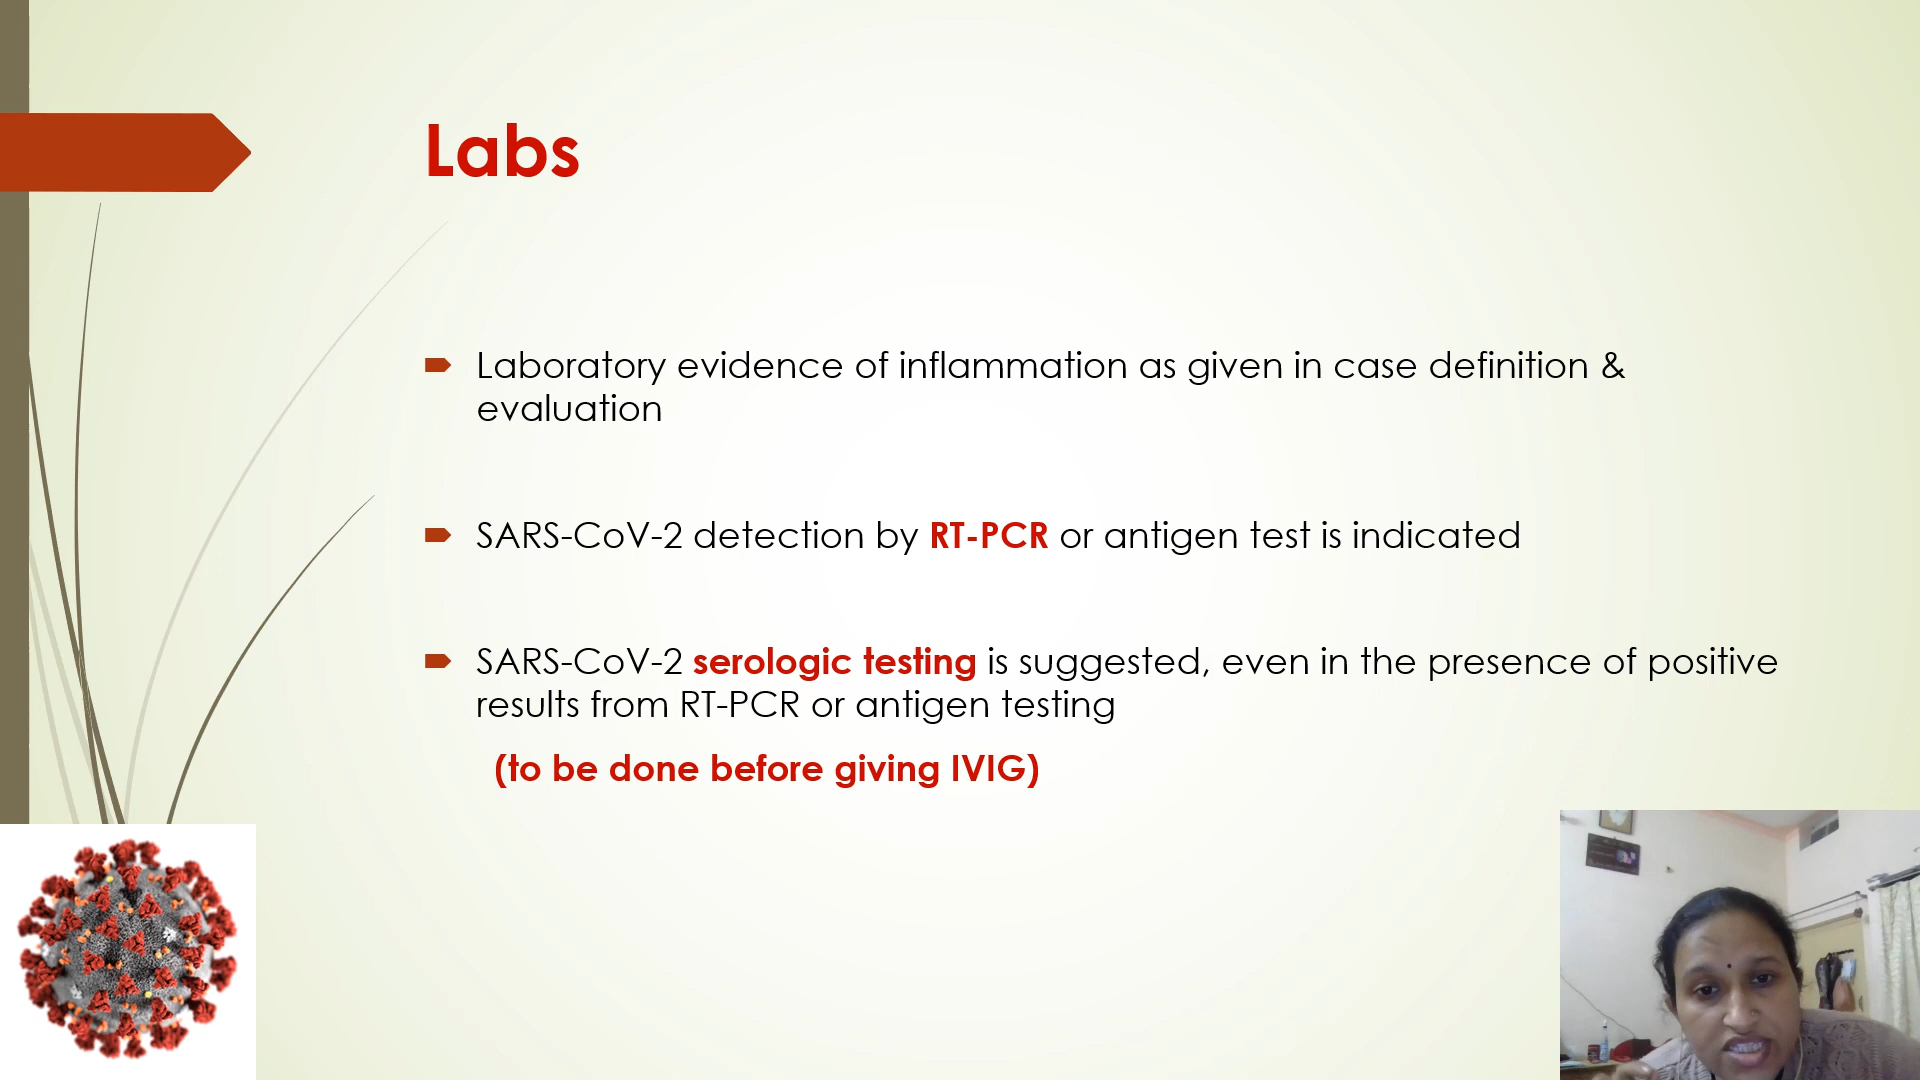 Labs
Laboratory evidence of inflammation as given in case definition &
evaluation
SARS-CoV-2 detection by RT-PCR or antigen test is indicated
SARS-CoV-2 serologic testing is suggested, even in the presence of positive
results from RT-PCR or antigen testing
(to be done before giving IVIG)